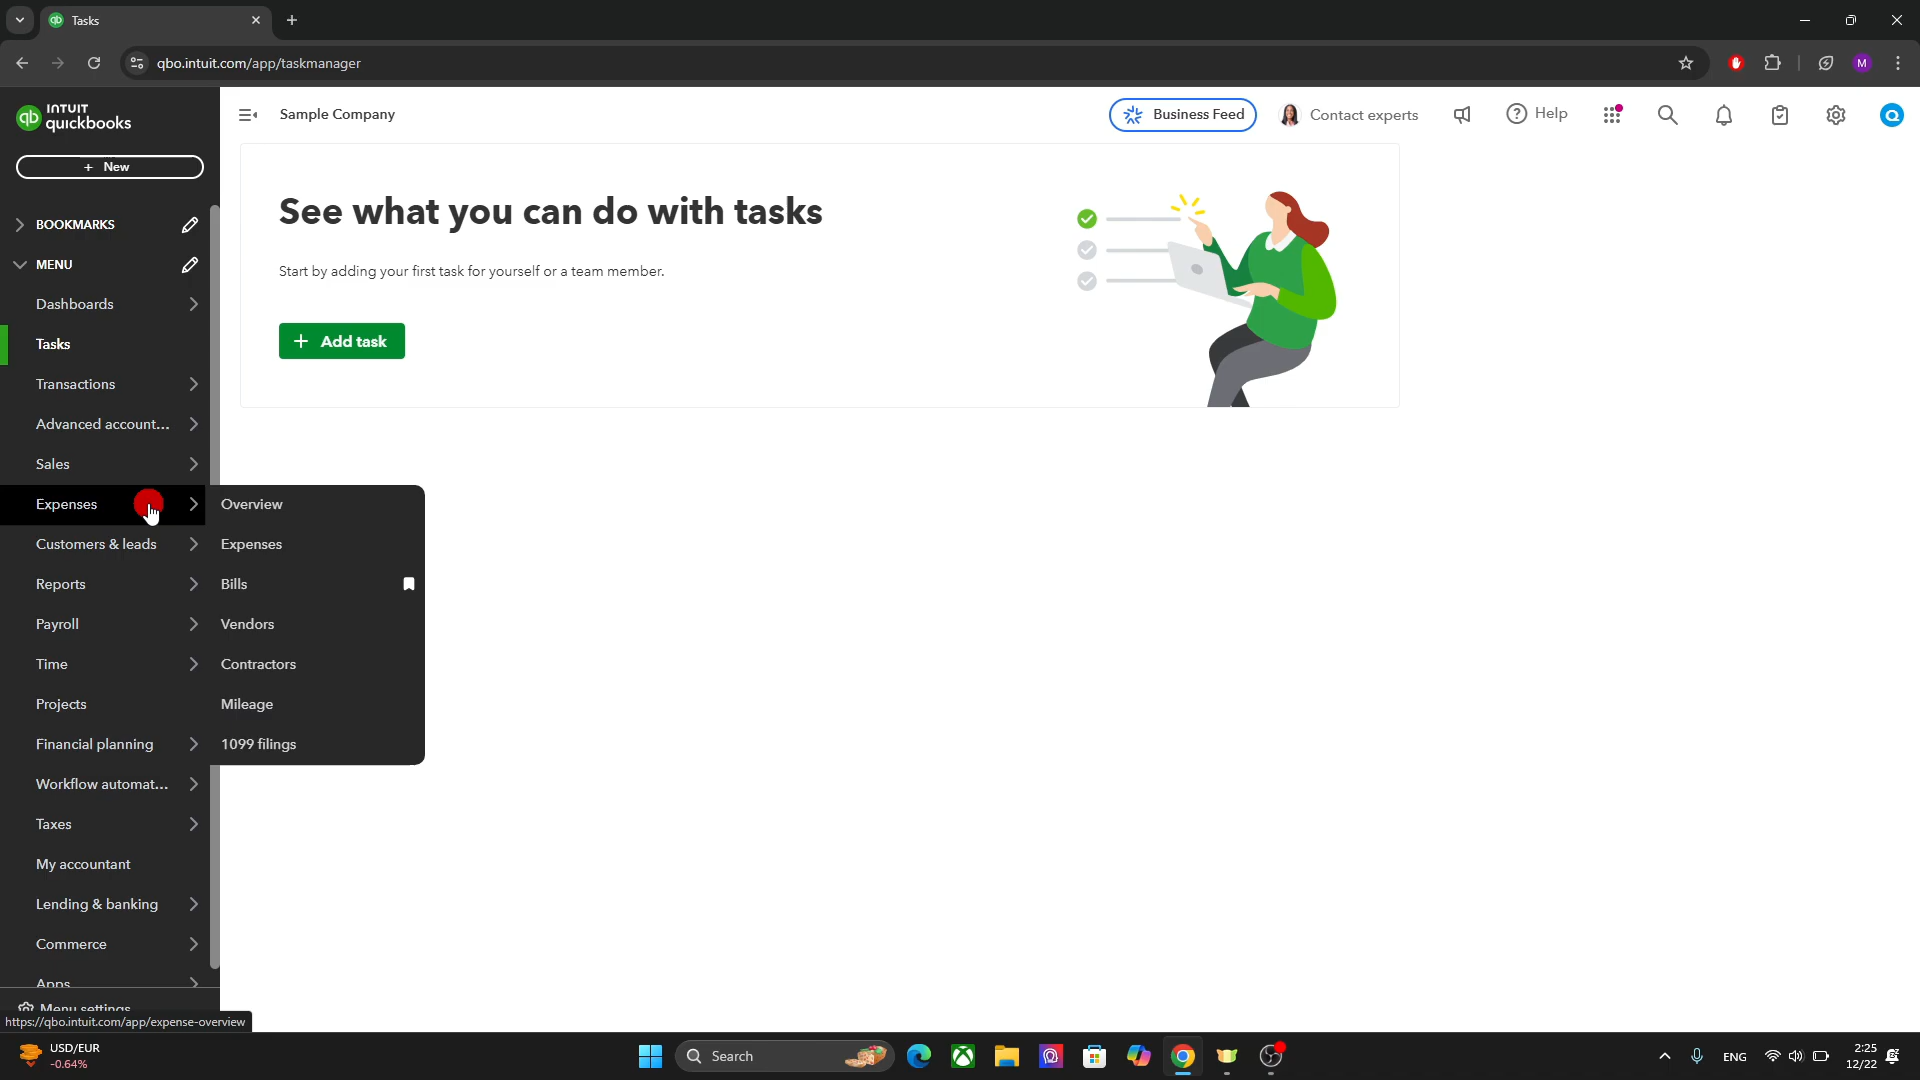 Tasks
qbo.intuit.com/app/taskmanager
M
INTUIT
quickbooks
Sample Company
Business Feed
Contact experts
Help
+ New
BOOKMARKS
MENU
Dashboards
Tasks
Transactions
Advanced account...
Sales
Expenses
Customers & leads
Reports
Payroll
Time
Projects
Financial planning
Workflow automat...
Taxes
My accountant
Lending & banking
Commerce
Apps
Menu settings
Overview
Expenses
Bills
Vendors
Contractors
Mileage
1099 filings
See what you can do with tasks
Start by adding your first task for yourself or a team member.
+ Add task
https://qbo.intuit.com/app/expense-overview
USD/EUR
-0.64%
Search
ENG
2:25
12/22